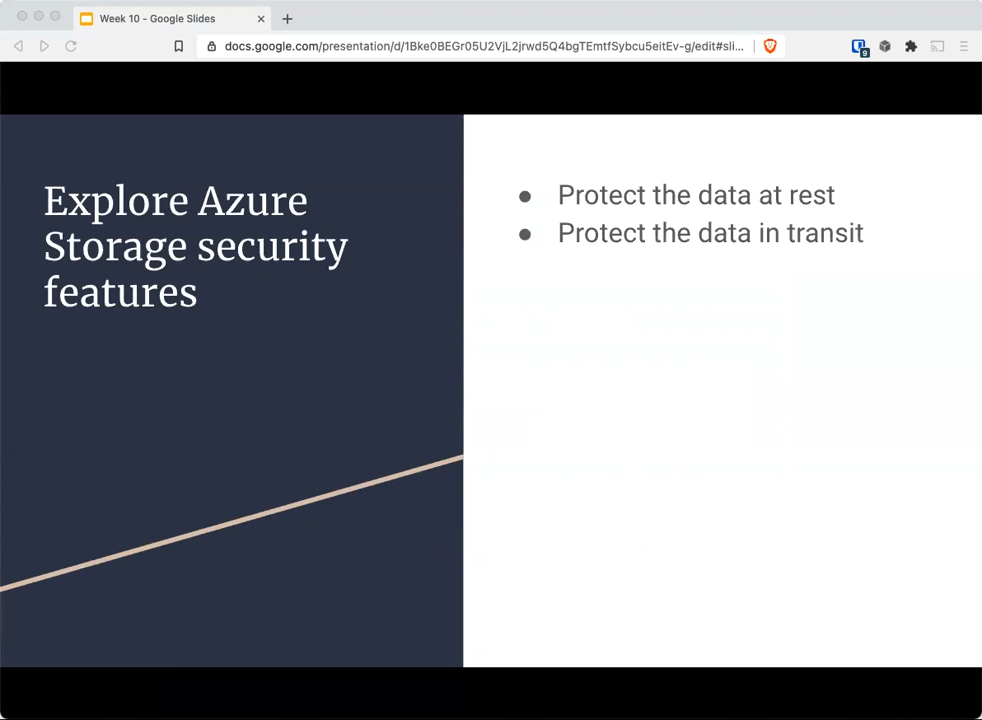 Week 10 - Google Slides
docs.google.com/presentation/d/1Bke0BEGr05U2VjL2jrwd5Q4bgTEmtfSybcu5eitEv-g/edit#sli...
9
Explore Azure
Storage security
features
● Protect the data at rest
● Protect the data in transit